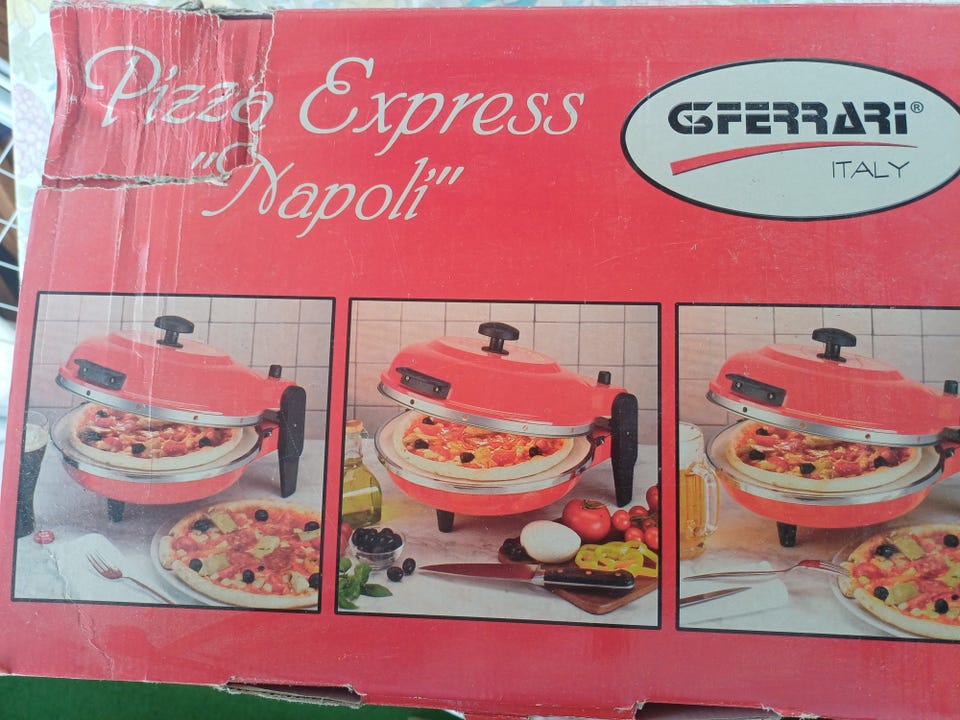 Pizza Express
"Napoli"
G3FERRARI®
ITALY